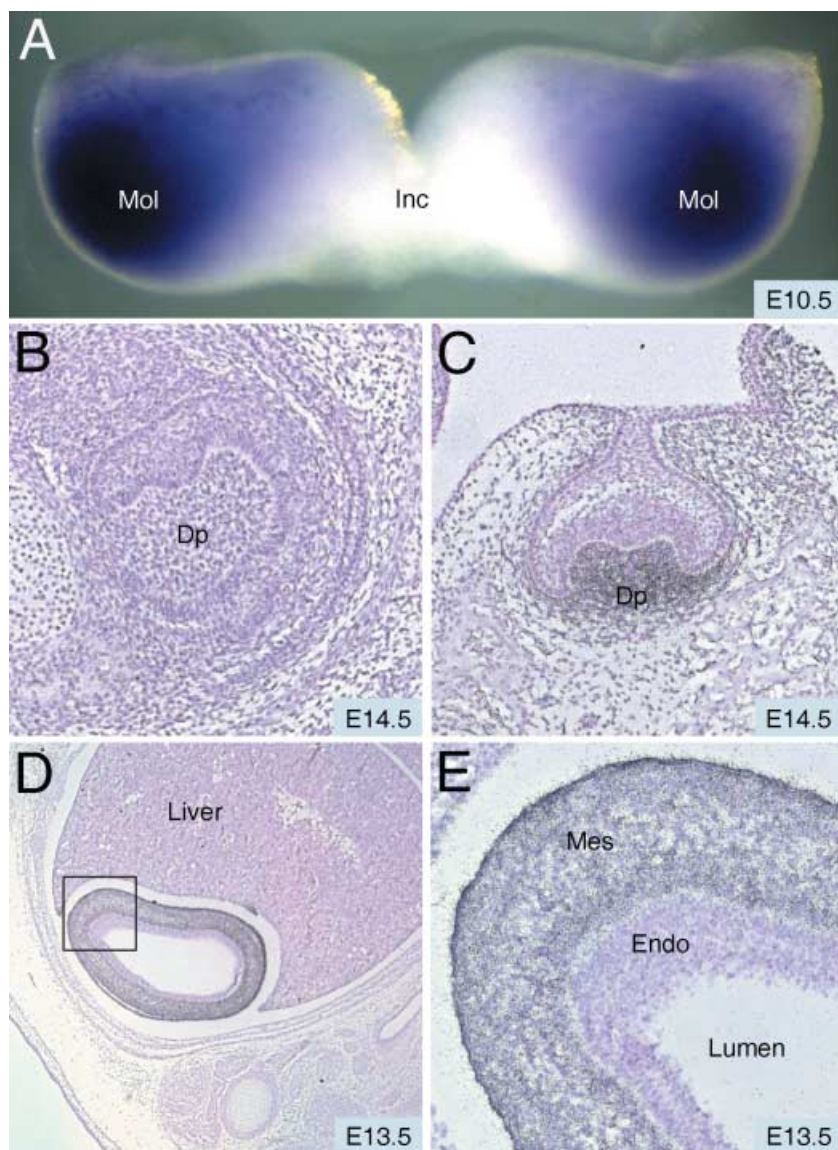 A
Mol
Inc
Mol
E10.5
B
Dp
E14.5
C
Dp
E14.5
D
Liver
E13.5
E
Mes
Endo
Lumen
E13.5